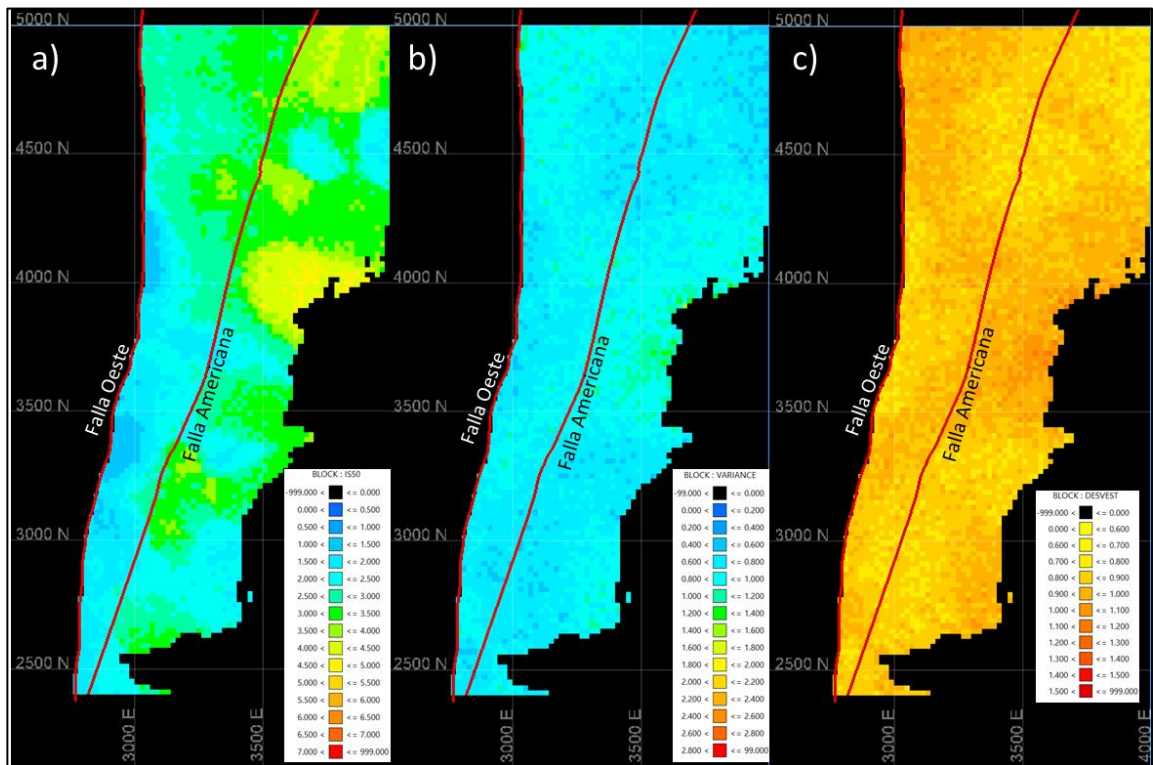 a)
5000 N
4500 N
4000 N
3500 N
3000 N
2500 N
3000 E
3500 E
Falla Oeste
Falla Americana
BLOCK : IS50
-999.000 < <= 0.000
0.000 < <= 0.500
0.500 < <= 1.000
1.000 < <= 1.500
1.500 < <= 2.000
2.000 < <= 2.500
2.500 < <= 3.000
3.000 < <= 3.500
3.500 < <= 4.000
4.000 < <= 4.500
4.500 < <= 5.000
5.000 < <= 5.500
5.500 < <= 6.000
6.000 < <= 6.500
6.500 < <= 7.000
7.000 < <= 999.000
b)
5000 N
4500 N
4000 N
3500 N
3000 N
2500 N
3000 E
3500 E
Falla Oeste
Falla Americana
BLOCK : VARIANCE
-99.000 < <= 0.000
0.000 < <= 0.200
0.200 < <= 0.400
0.400 < <= 0.600
0.600 < <= 0.800
0.800 < <= 1.000
1.000 < <= 1.200
1.200 < <= 1.400
1.400 < <= 1.600
1.600 < <= 1.800
1.800 < <= 2.000
2.000 < <= 2.200
2.200 < <= 2.400
2.400 < <= 2.600
2.600 < <= 2.800
2.800 < <= 99.000
c)
5000 N
4500 N
4000 N
3500 N
3000 N
2500 N
3000 E
3500 E
4000 E
Falla Oeste
Falla Americana
BLOCK : DESVEST
-999.000 < <= 0.000
0.000 < <= 0.600
0.600 < <= 0.700
0.700 < <= 0.800
0.800 < <= 0.900
0.900 < <= 1.000
1.000 < <= 1.100
1.100 < <= 1.200
1.200 < <= 1.300
1.300 < <= 1.400
1.400 < <= 1.500
1.500 < <= 999.000